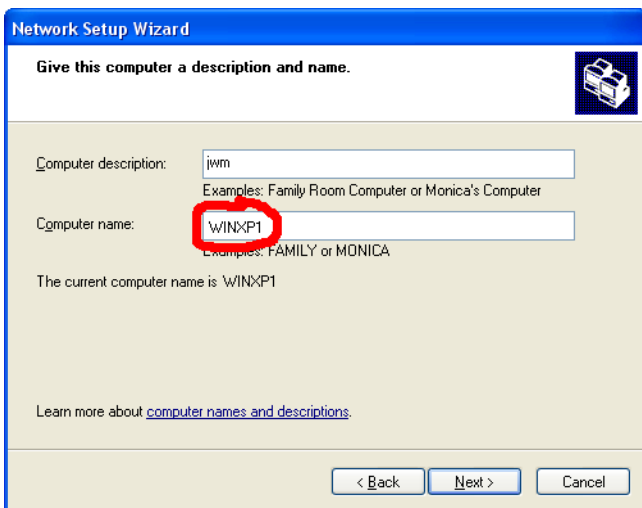 Network Setup Wizard
Give this computer a description and name.
Computer description:
jwm
Examples: Family Room Computer or Monica's Computer
Computer name:
WINXP1
Examples: FAMILY or MONICA
The current computer name is WINXP1
Learn more about computer names and descriptions.
< Back
Next >
Cancel